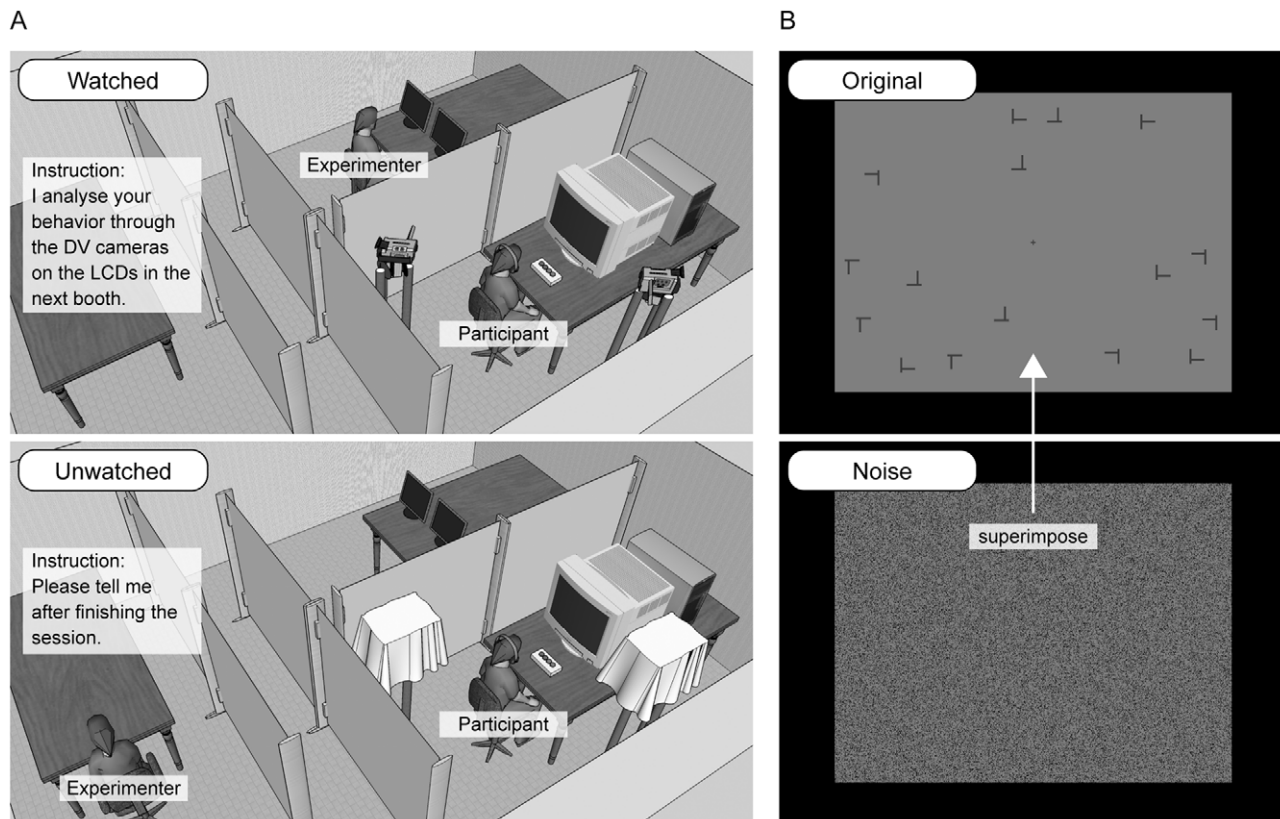 A
B
Watched
Instruction:
I analyse your
behavior through
the DV cameras
on the LCDs in the
next booth.
Experimenter
Participant
Original
Unwatched
Instruction:
Please tell me
after finishing the
session.
Participant
Experimenter
Noise
superimpose